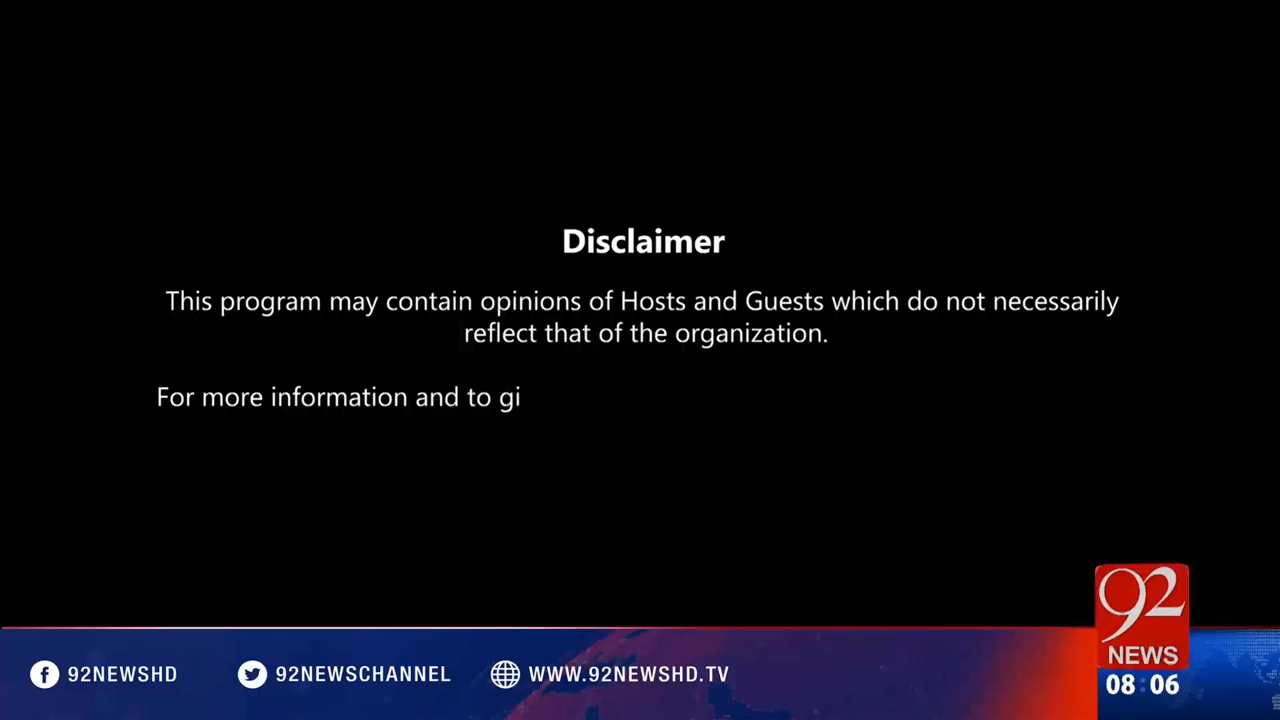 Disclaimer
This program may contain opinions of Hosts and Guests which do not necessarily
reflect that of the organization.
For more information and to gi
92
NEWS
92NEWSHD
92NEWSCHANNEL
WWW.92NEWSHD.TV
08:06